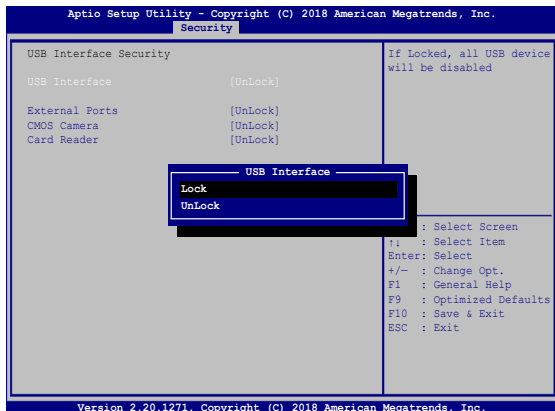 Aptio Setup Utility - Copyright (C) 2018 American Megatrends, Inc.
Security
USB Interface Security
USB Interface [UnLock]
External Ports [UnLock]
CMOS Camera [UnLock]
Card Reader [UnLock]
If Locked, all USB device
will be disabled
USB Interface
Lock
UnLock
: Select Screen
↑↓ : Select Item
Enter: Select
+/— : Change Opt.
F1 : General Help
F9 : Optimized Defaults
F10 : Save & Exit
ESC : Exit
Version 2.20.1271. Copyright (C) 2018 American Megatrends, Inc.